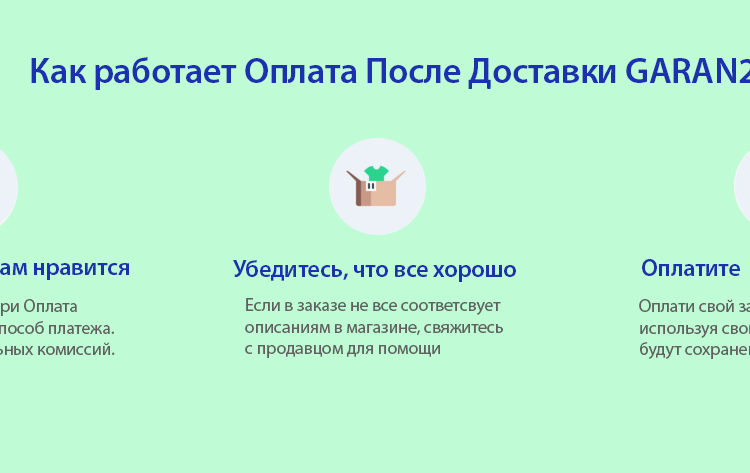 Как работает Оплата После Доставки GARAN2
ам нравится
ри Оплата
пособ платежа.
ьных комиссий.
Убедитесь, что все хорошо
Если в заказе не все соответсвует
описаниям в магазине, свяжитесь
с продавцом для помощи
Оплатите
Оплати свой за
используя сво
будут сохране